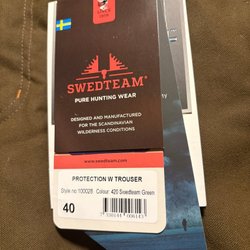 SWEDTEAM®
PURE HUNTING WEAR
DESIGNED AND MANUFACTURED
FOR THE SCANDINAVIAN
WILDERNESS CONDITIONS
www.swedteam.com
PROTECTION W TROUSER
Style no 100028 Colour: 420 Swedteam Green
40